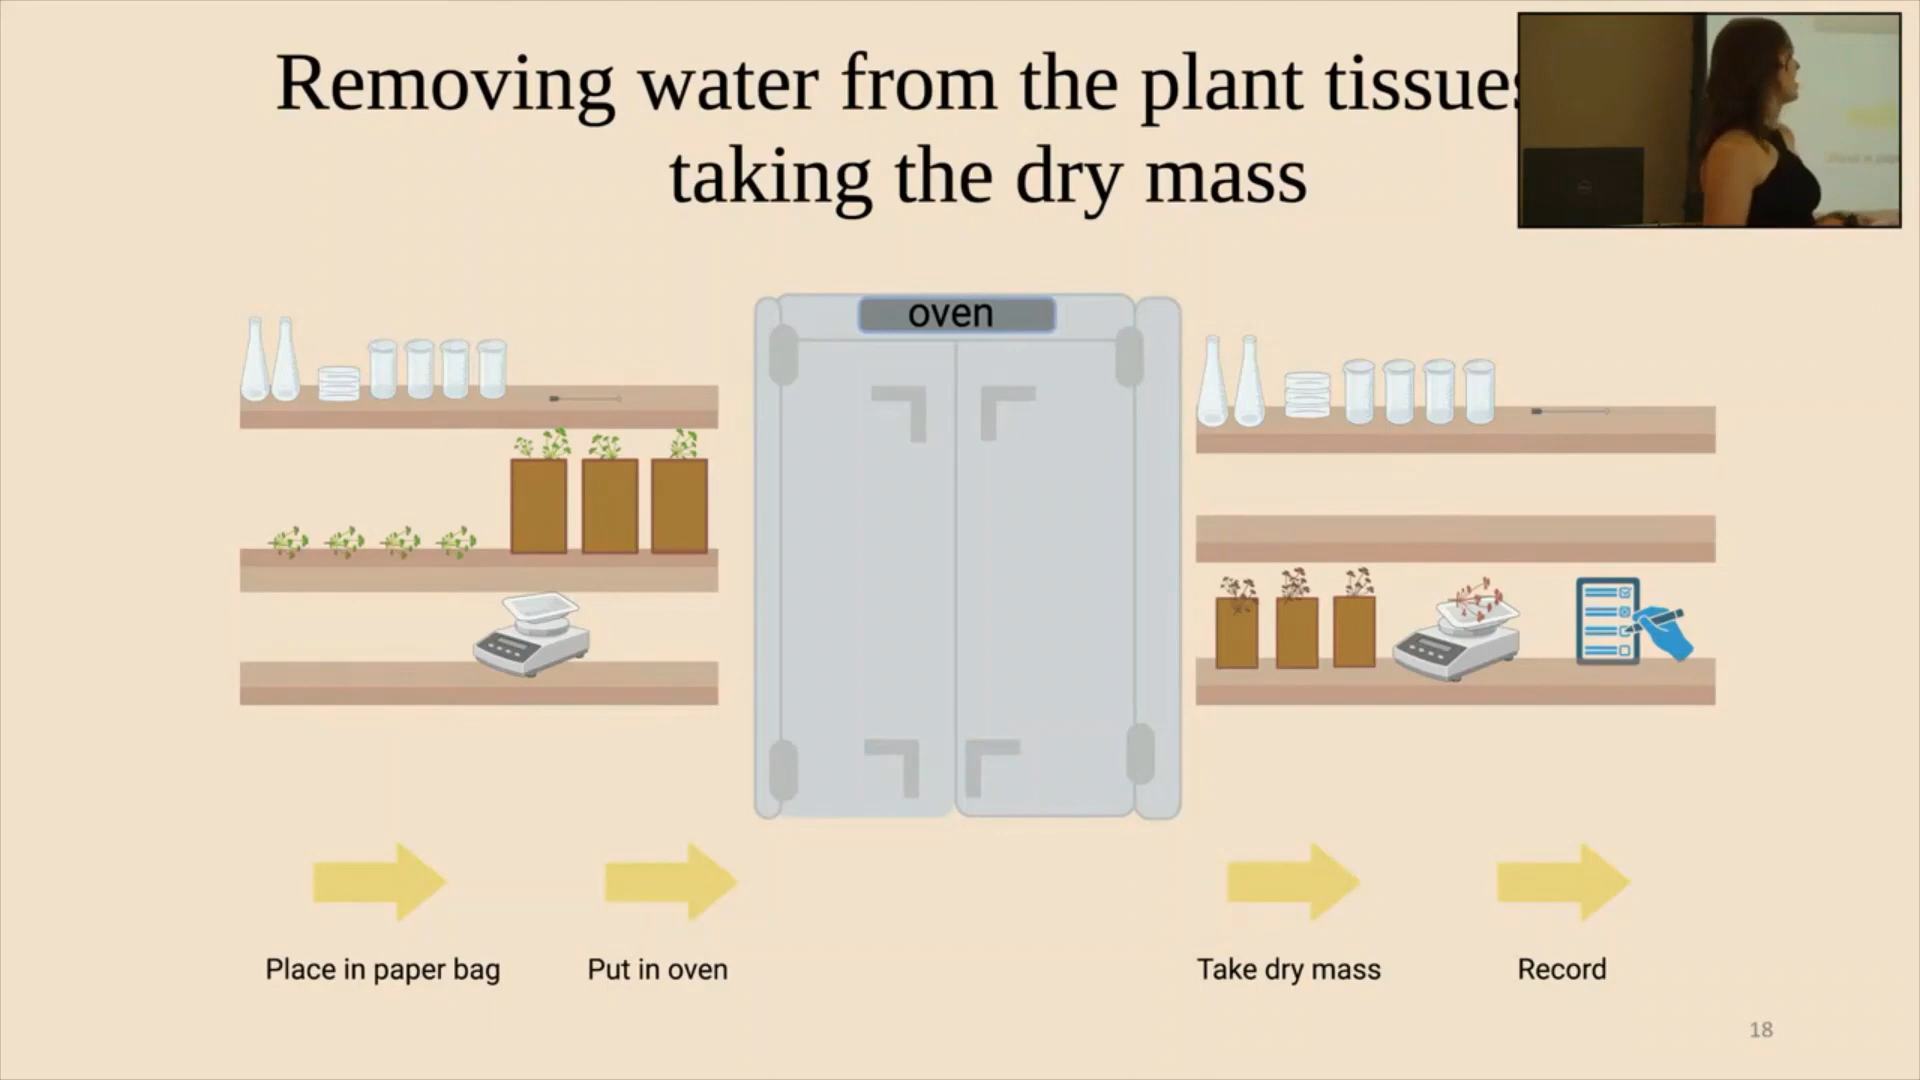 Removing water from the plant tissues
taking the dry mass
oven
Place in paper bag
Put in oven
Take dry mass
Record
18